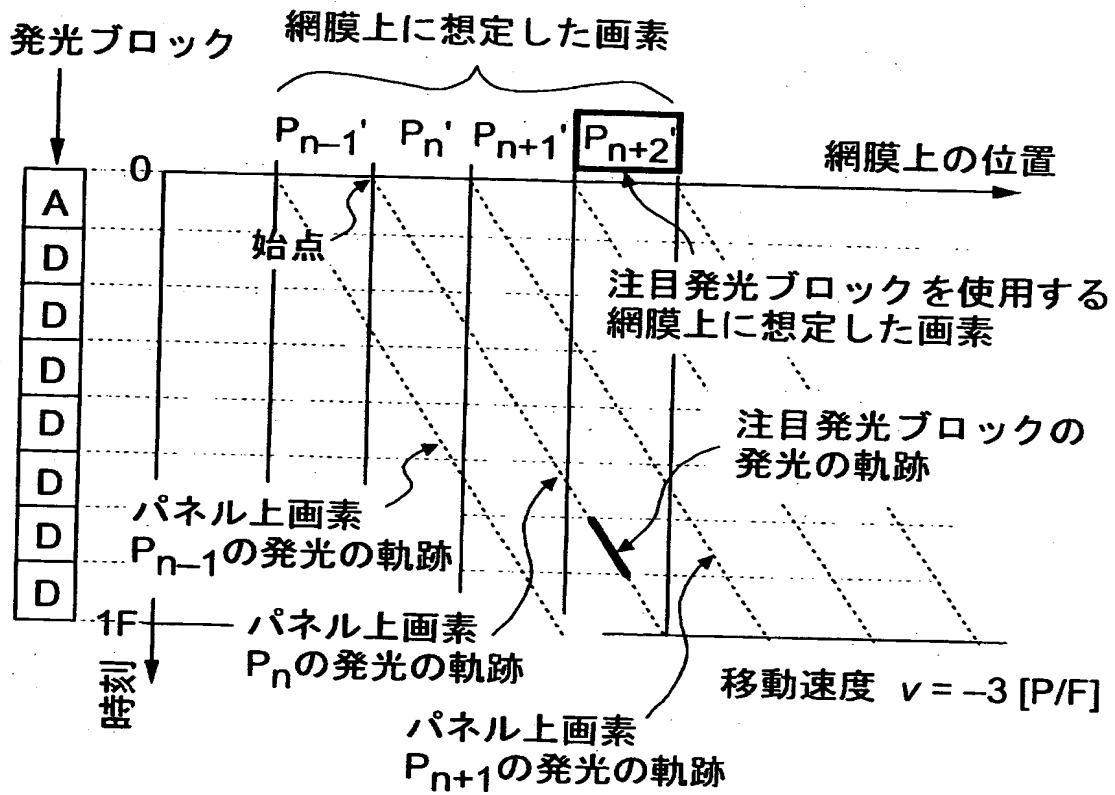 発光ブロック
網膜上に想定した画素
Pn–1' Pn' Pn+1' Pn+2'
網膜上の位置
0
A
D
D
D
D
D
D
D
始点
注目発光ブロックを使用する
網膜上に想定した画素
注目発光ブロックの
発光の軌跡
パネル上画素
Pn–1の発光の軌跡
1F
時刻
パネル上画素
Pnの発光の軌跡
移動速度 v = –3 [P/F]
パネル上画素
Pn+1の発光の軌跡